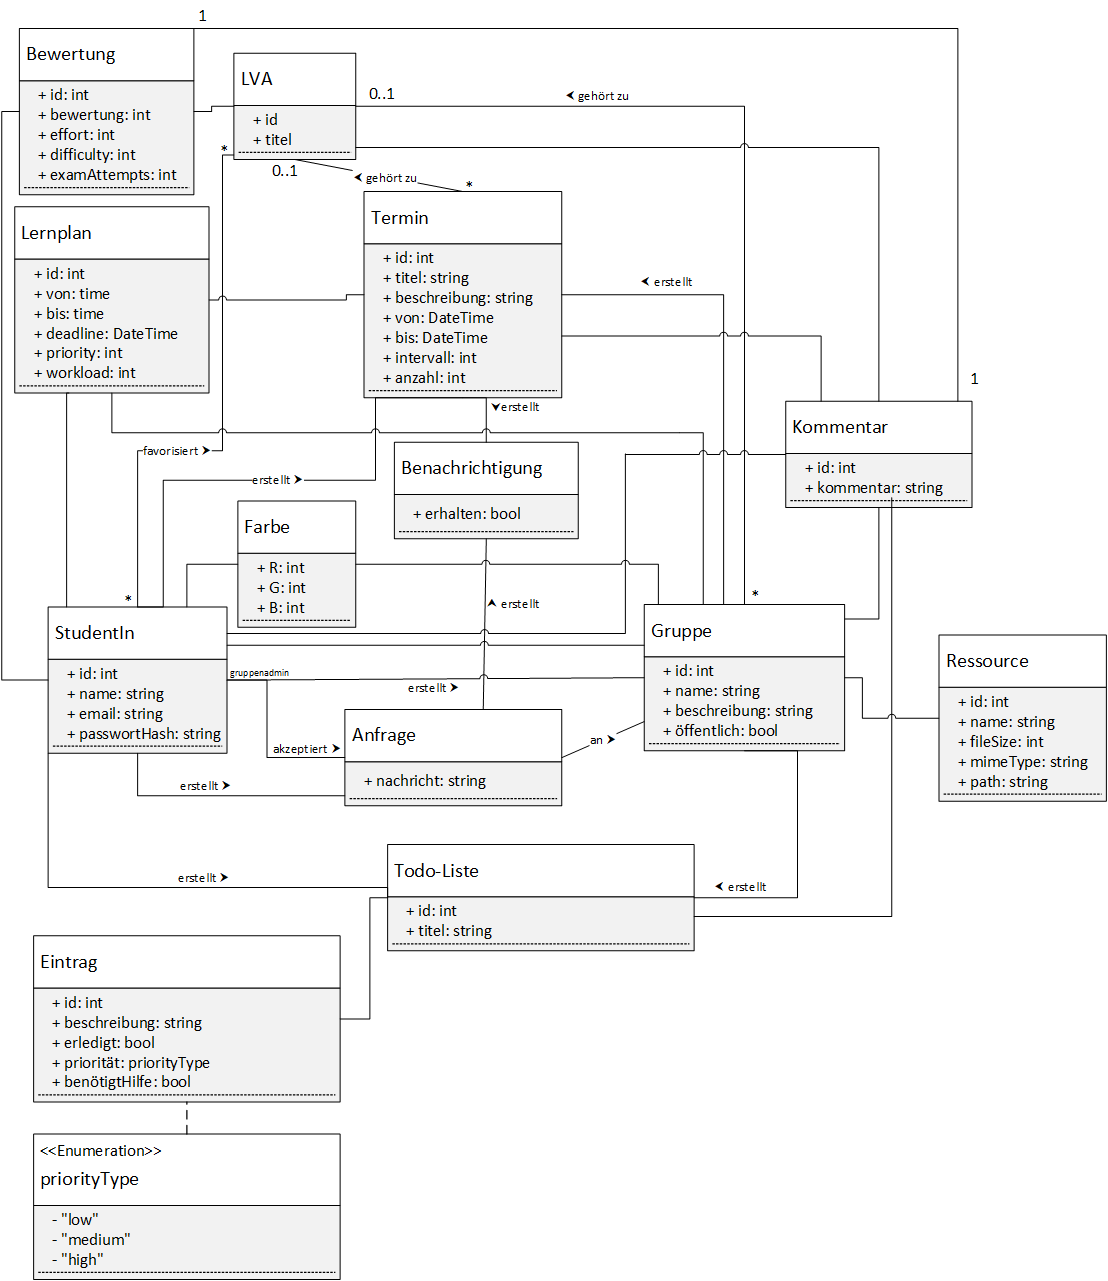 1
Bewertung
+ id: int
+ bewertung: int
+ effort: int
+ difficulty: int
+ examAttempts: int
LVA
+ id
+ titel
0..1
gehört zu
*
0..1
gehört zu
*
Lernplan
+ id: int
+ von: time
+ bis: time
+ deadline: DateTime
+ priority: int
+ workload: int
Termin
+ id: int
+ titel: string
+ beschreibung: string
+ von: DateTime
+ bis: DateTime
+ intervall: int
+ anzahl: int
erstellt
1
erstellt
Kommentar
+ id: int
+ kommentar: string
favorisiert
erstellt
Benachrichtigung
+ erhalten: bool
Farbe
+ R: int
+ G: int
+ B: int
erstellt
*
*
StudentIn
+ id: int
+ name: string
+ email: string
+ passwortHash: string
gruppenadmin
erstellt
Gruppe
+ id: int
+ name: string
+ beschreibung: string
+ öffentlich: bool
Ressource
+ id: int
+ name: string
+ fileSize: int
+ mimeType: string
+ path: string
akzeptiert
Anfrage
+ nachricht: string
an
erstellt
erstellt
Todo-Liste
+ id: int
+ titel: string
erstellt
Eintrag
+ id: int
+ beschreibung: string
+ erledigt: bool
+ priorität: priorityType
+ benötigtHilfe: bool
<<Enumeration>>
priorityType
- "low"
- "medium"
- "high"